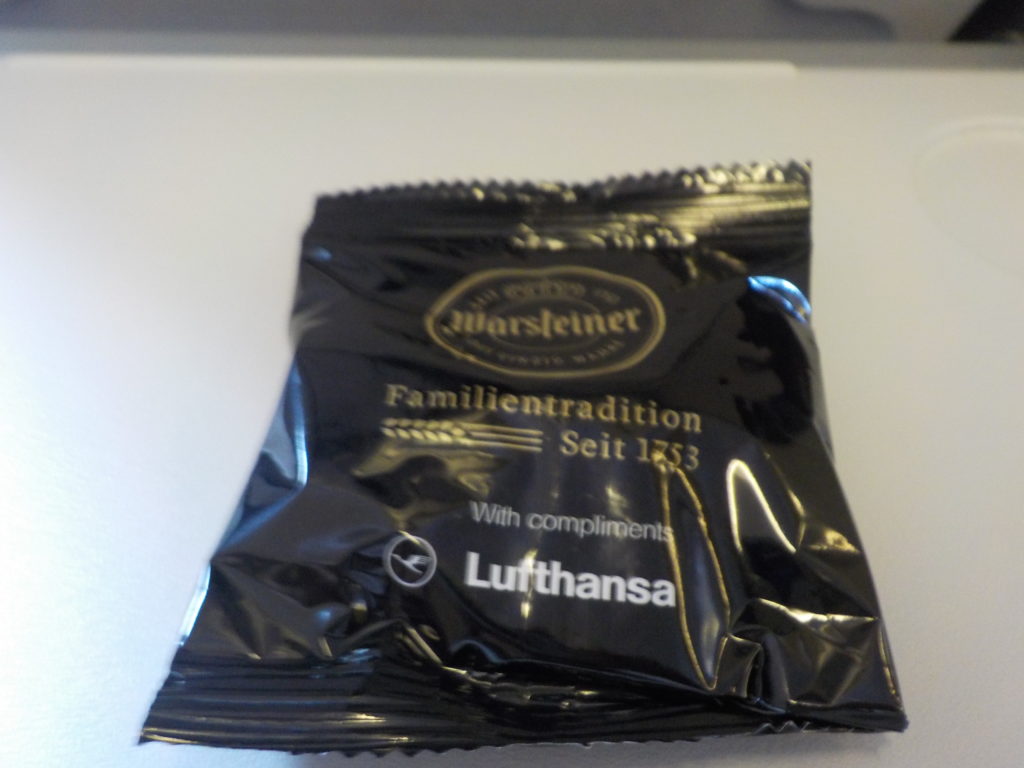 Warsteiner
Familientradition
Seit 1753
With compliments
Lufthansa